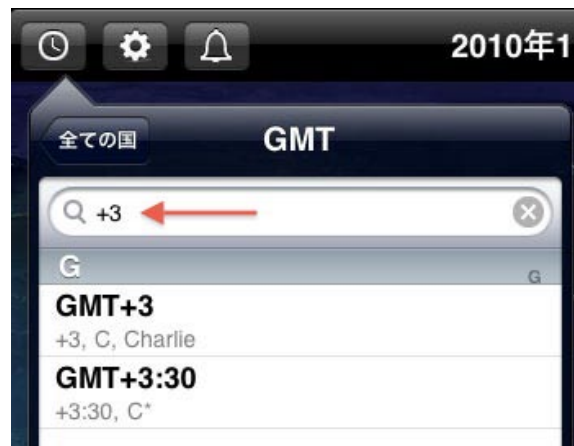 2010年1
全ての国
GMT
+3
G
G
GMT+3
+3, C, Charlie
GMT+3:30
+3:30, C*